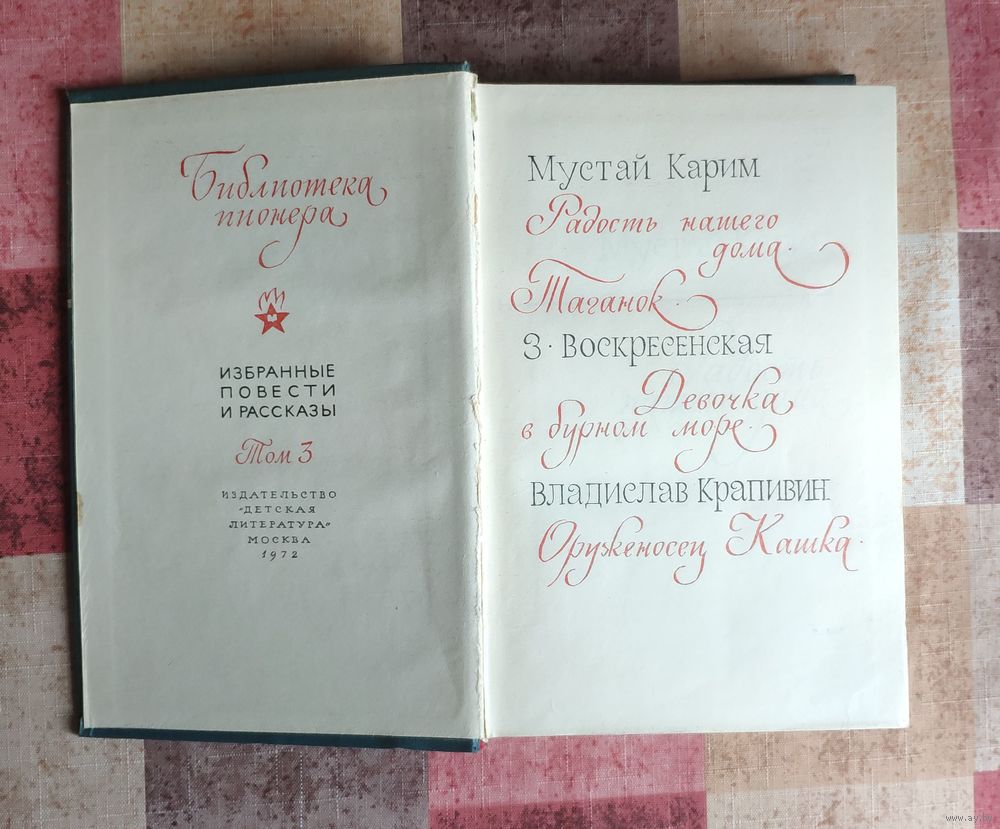 Библиотека
пионера
ИЗБРАННЫЕ
ПОВЕСТИ
И РАССКАЗЫ
Том 3
ИЗДАТЕЛЬСТВО
"ДЕТСКАЯ
ЛИТЕРАТУРА"
МОСКВА
1972
Мустай Карим
Радость нашего
дома.
Таганок.
З. Воскресенская
Девочка
в бурном море.
Владислав Крапивин
Оруженосец Кашка.